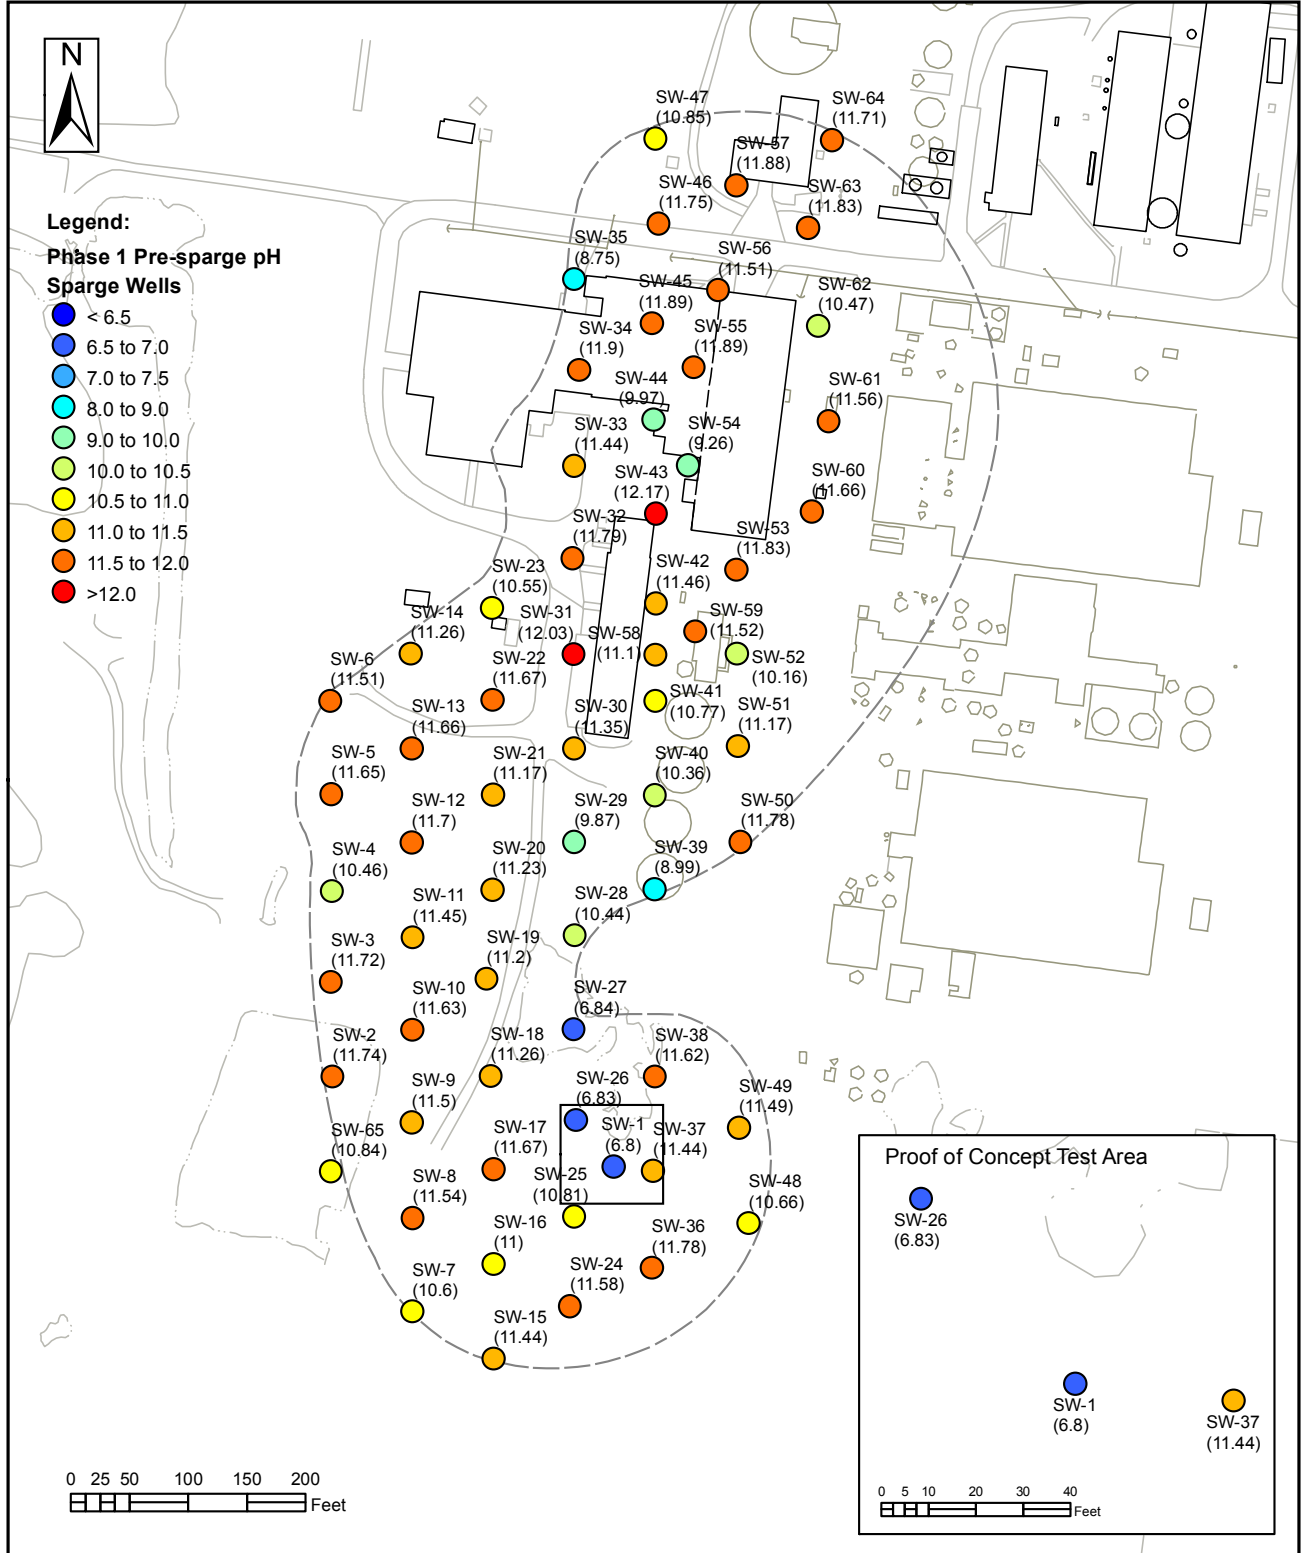 N
Legend:
Phase 1 Pre-sparge pH
Sparge Wells
< 6.5
6.5 to 7.0
7.0 to 7.5
8.0 to 9.0
9.0 to 10.0
10.0 to 10.5
10.5 to 11.0
11.0 to 11.5
11.5 to 12.0
>12.0
SW-47
(10.85)
SW-64
(11.71)
SW-57
(11.88)
SW-46
(11.75)
SW-63
(11.83)
SW-35
(8.75)
SW-56
(11.51)
SW-45
(11.89)
SW-62
(10.47)
SW-34
(11.9)
SW-55
(11.89)
SW-44
(9.97)
SW-61
(11.56)
SW-33
(11.44)
SW-54
(9.26)
SW-43
(12.17)
SW-60
(11.66)
SW-32
(11.79)
SW-53
(11.83)
SW-23
(10.55)
SW-42
(11.46)
SW-14
(11.26)
SW-31
(12.03)
SW-58
(11.1)
SW-59
(11.52)
SW-6
(11.51)
SW-22
(11.67)
SW-52
(10.16)
SW-13
(11.66)
SW-30
(11.35)
SW-41
(10.77)
SW-51
(11.17)
SW-5
(11.65)
SW-21
(11.17)
SW-40
(10.36)
SW-12
(11.7)
SW-29
(9.87)
SW-50
(11.78)
SW-4
(10.46)
SW-20
(11.23)
SW-39
(8.99)
SW-11
(11.45)
SW-28
(10.44)
SW-3
(11.72)
SW-19
(11.2)
SW-10
(11.63)
SW-27
(6.84)
SW-2
(11.74)
SW-18
(11.26)
SW-38
(11.62)
SW-9
(11.5)
SW-26
(6.83)
SW-49
(11.49)
SW-65
(10.84)
SW-17
(11.67)
SW-1
(6.8)
SW-37
(11.44)
SW-8
(11.54)
SW-25
(10.81)
SW-48
(10.66)
SW-16
(11)
SW-36
(11.78)
SW-7
(10.6)
SW-24
(11.58)
SW-15
(11.44)
Proof of Concept Test Area
SW-26
(6.83)
SW-1
(6.8)
SW-37
(11.44)
0 5 10 20 30 40
Feet
0 25 50 100 150 200
Feet